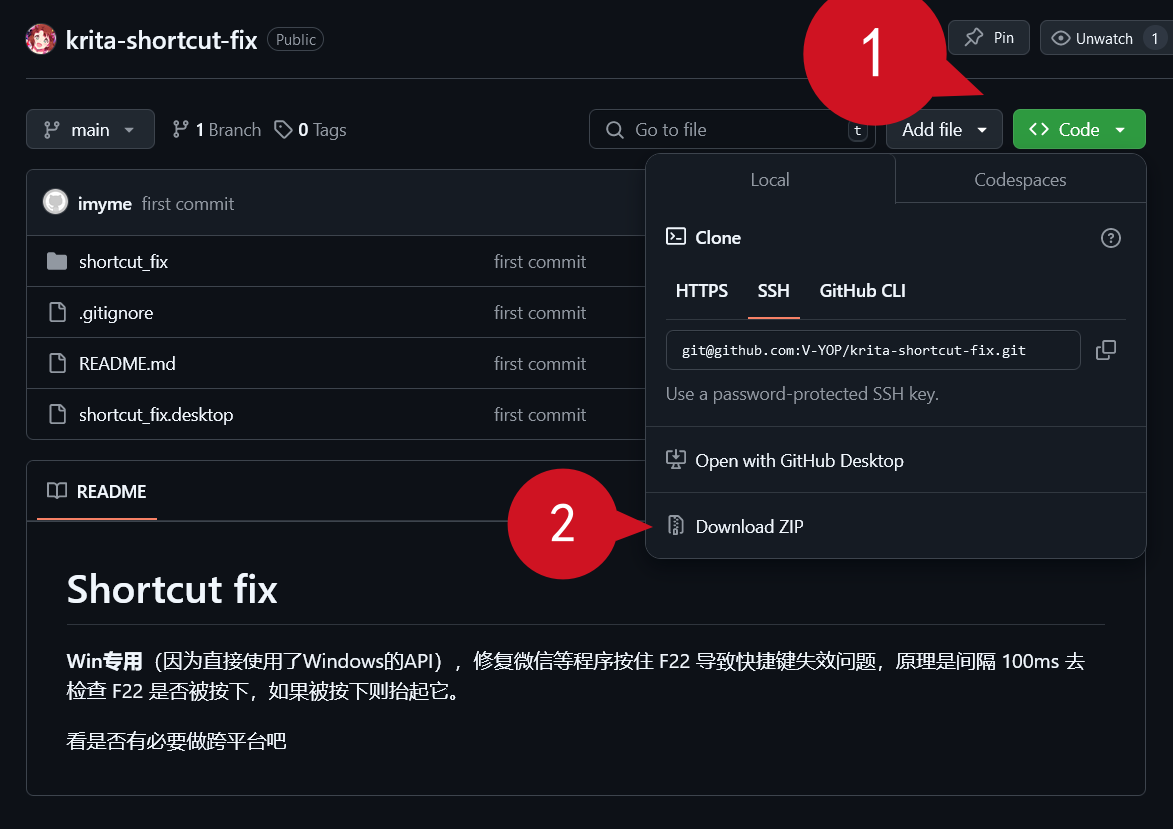 krita-shortcut-fix Public
1
Pin
Unwatch 1
main
1 Branch
0 Tags
Go to file t
Add file
Code
imyme first commit
shortcut_fix first commit
.gitignore first commit
README.md first commit
shortcut_fix.desktop first commit
Local Codespaces
Clone
HTTPS SSH GitHub CLI
git@github.com:V-YOP/krita-shortcut-fix.git
Use a password-protected SSH key.
Open with GitHub Desktop
2
Download ZIP
README
Shortcut fix
Win专用（因为直接使用了Windows的API），修复微信等程序按住 F22 导致快捷键失效问题，原理是间隔 100ms 去
检查 F22 是否被按下，如果被按下则抬起它。
看是否有必要做跨平台吧